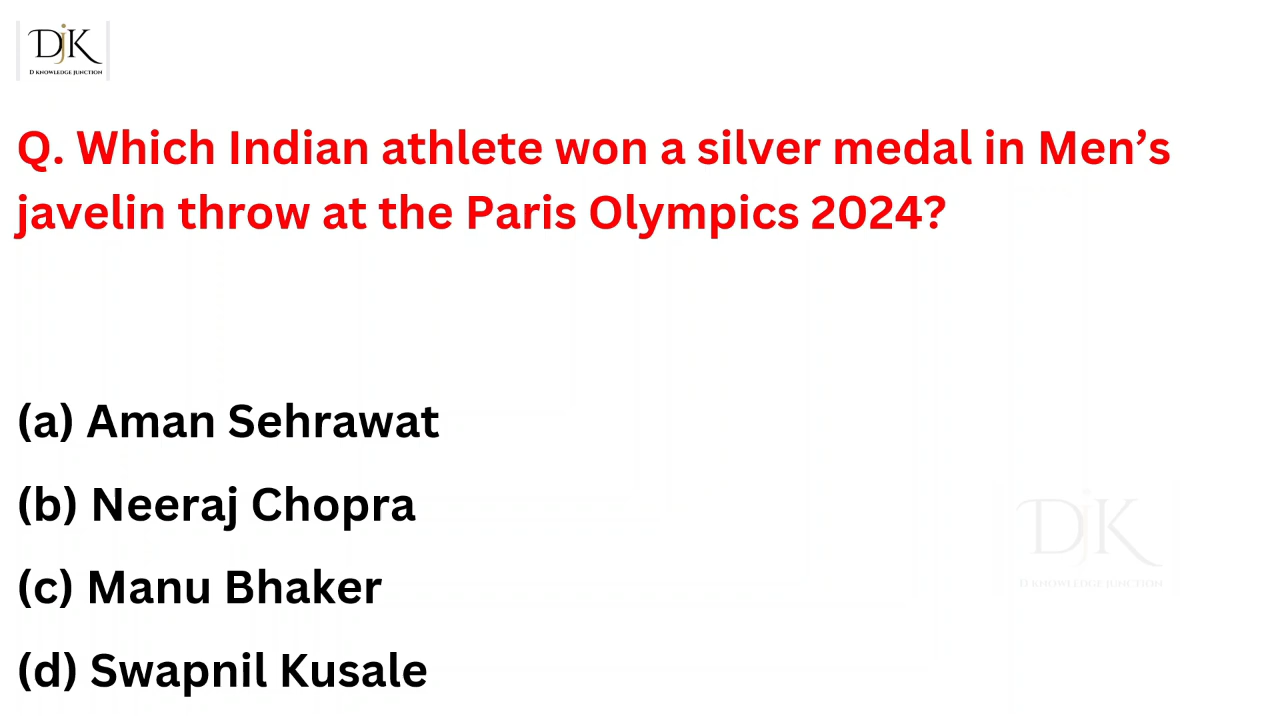 DjK
D KNOWLEDGE JUNCTION
Q. Which Indian athlete won a silver medal in Men’s
javelin throw at the Paris Olympics 2024?
(a) Aman Sehrawat
(b) Neeraj Chopra
(c) Manu Bhaker
(d) Swapnil Kusale
DjK
D KNOWLEDGE JUNCTION